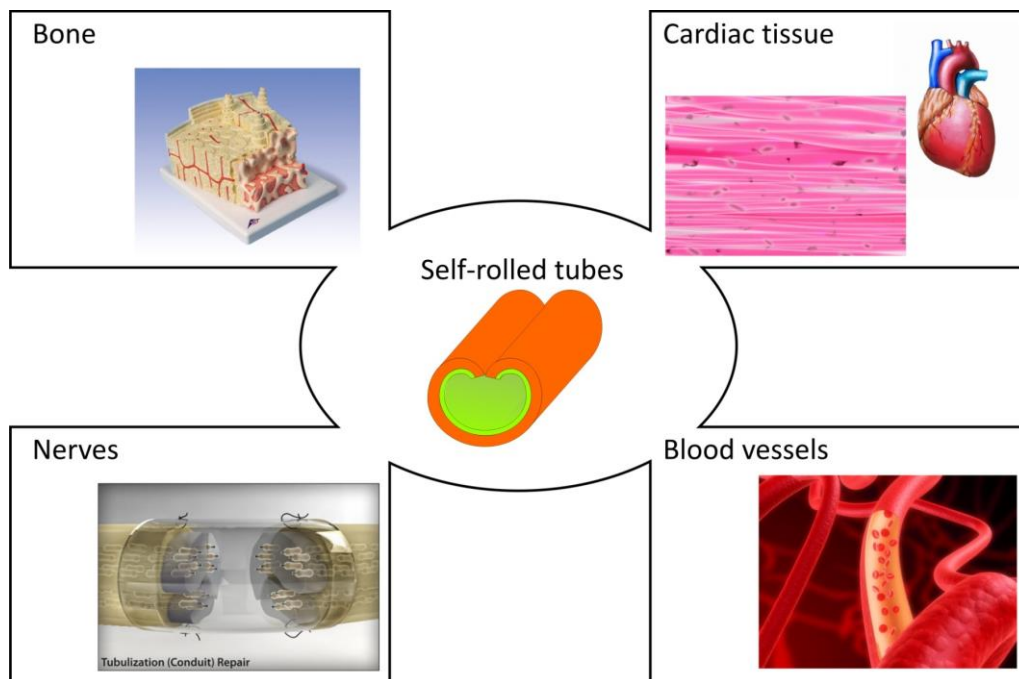 Bone
Cardiac tissue
Self-rolled tubes
Nerves
Blood vessels
Tubulization (Conduit) Repair